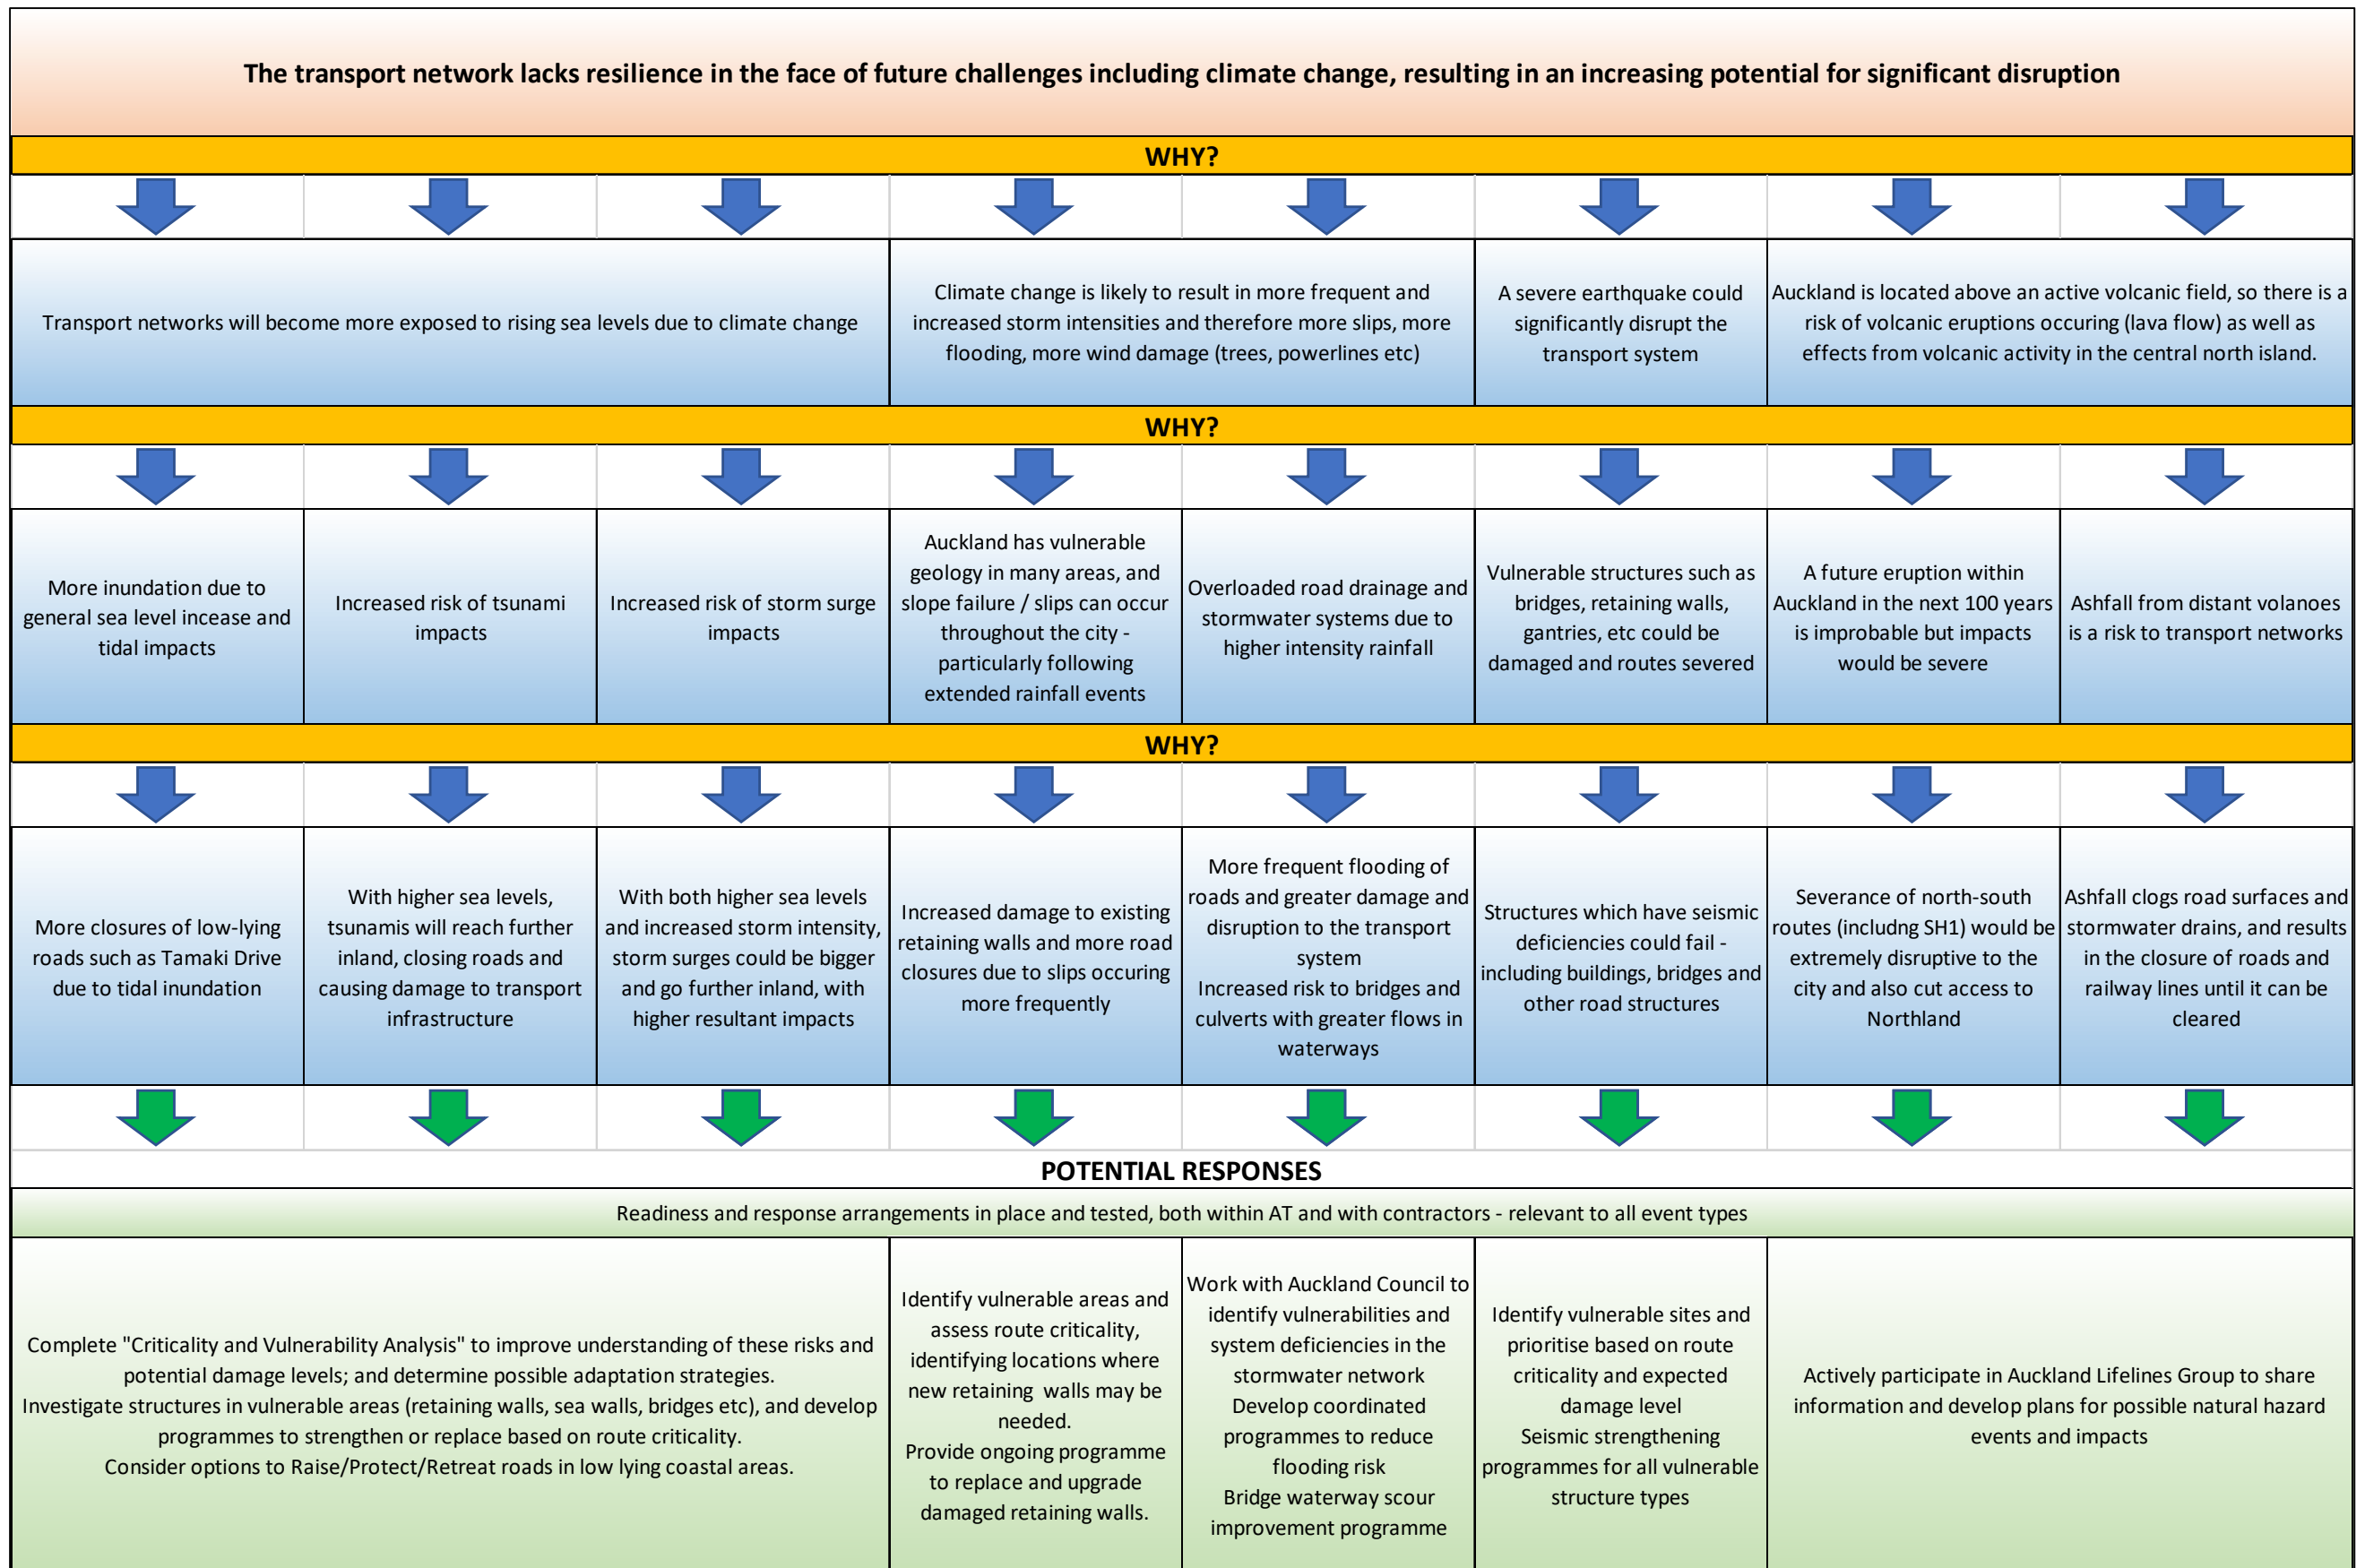 The transport network lacks resilience in the face of future challenges including climate change, resulting in an increasing potential for significant disruption
WHY?
Transport networks will become more exposed to rising sea levels due to climate change
Climate change is likely to result in more frequent and
increased storm intensities and therefore more slips, more
flooding, more wind damage (trees, powerlines etc)
A severe earthquake could
significantly disrupt the
transport system
Auckland is located above an active volcanic field, so there is a
risk of volcanic eruptions occuring (lava flow) as well as
effects from volcanic activity in the central north island.
WHY?
More inundation due to
general sea level incease and
tidal impacts
Increased risk of tsunami
impacts
Increased risk of storm surge
impacts
Auckland has vulnerable
geology in many areas, and
slope failure / slips can occur
throughout the city -
particularly following
extended rainfall events
Overloaded road drainage and
stormwater systems due to
higher intensity rainfall
Vulnerable structures such as
bridges, retaining walls,
gantries, etc could be
damaged and routes severed
A future eruption within
Auckland in the next 100 years
is improbable but impacts
would be severe
Ashfall from distant volanoes
is a risk to transport networks
WHY?
More closures of low-lying
roads such as Tamaki Drive
due to tidal inundation
With higher sea levels,
tsunamis will reach further
inland, closing roads and
causing damage to transport
infrastructure
With both higher sea levels
and increased storm intensity,
storm surges could be bigger
and go further inland, with
higher resultant impacts
Increased damage to existing
retaining walls and more road
closures due to slips occuring
more frequently
More frequent flooding of
roads and greater damage and
disruption to the transport
system
Increased risk to bridges and
culverts with greater flows in
waterways
Structures which have seismic
deficiencies could fail -
including buildings, bridges and
other road structures
Severance of north-south
routes (includng SH1) would be
extremely disruptive to the
city and also cut access to
Northland
Ashfall clogs road surfaces and
stormwater drains, and results
in the closure of roads and
railway lines until it can be
cleared
POTENTIAL RESPONSES
Readiness and response arrangements in place and tested, both within AT and with contractors - relevant to all event types
Complete "Criticality and Vulnerability Analysis" to improve understanding of these risks and
potential damage levels; and determine possible adaptation strategies.
Investigate structures in vulnerable areas (retaining walls, sea walls, bridges etc), and develop
programmes to strengthen or replace based on route criticality.
Consider options to Raise/Protect/Retreat roads in low lying coastal areas.
Identify vulnerable areas and
assess route criticality,
identifying locations where
new retaining walls may be
needed.
Provide ongoing programme
to replace and upgrade
damaged retaining walls.
Work with Auckland Council to
identify vulnerabilities and
system deficiencies in the
stormwater network
Develop coordinated
programmes to reduce
flooding risk
Bridge waterway scour
improvement programme
Identify vulnerable sites and
prioritise based on route
criticality and expected
damage level
Seismic strengthening
programmes for all vulnerable
structure types
Actively participate in Auckland Lifelines Group to share
information and develop plans for possible natural hazard
events and impacts